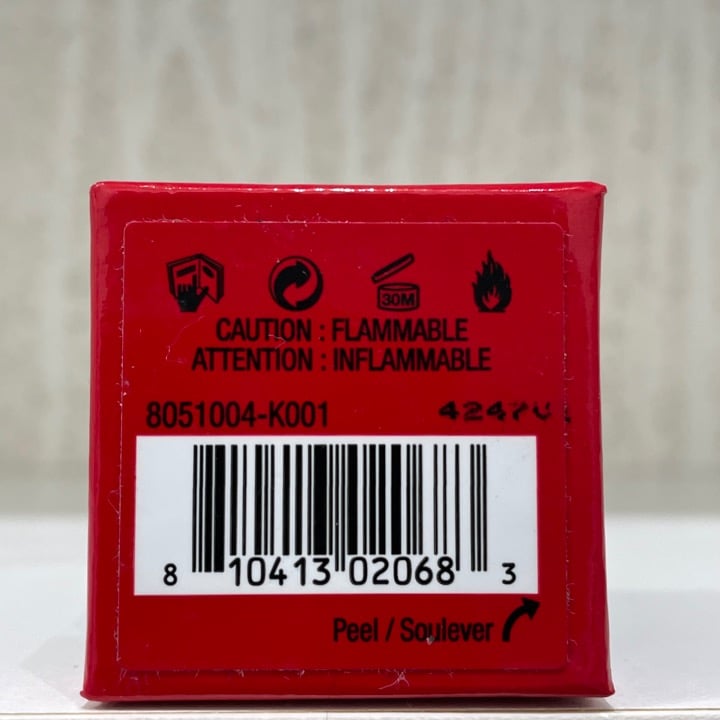 30M
CAUTION : FLAMMABLE
ATTENTION : INFLAMMABLE
8051004-K001
8 10413 02068 3
Peel / Soulever